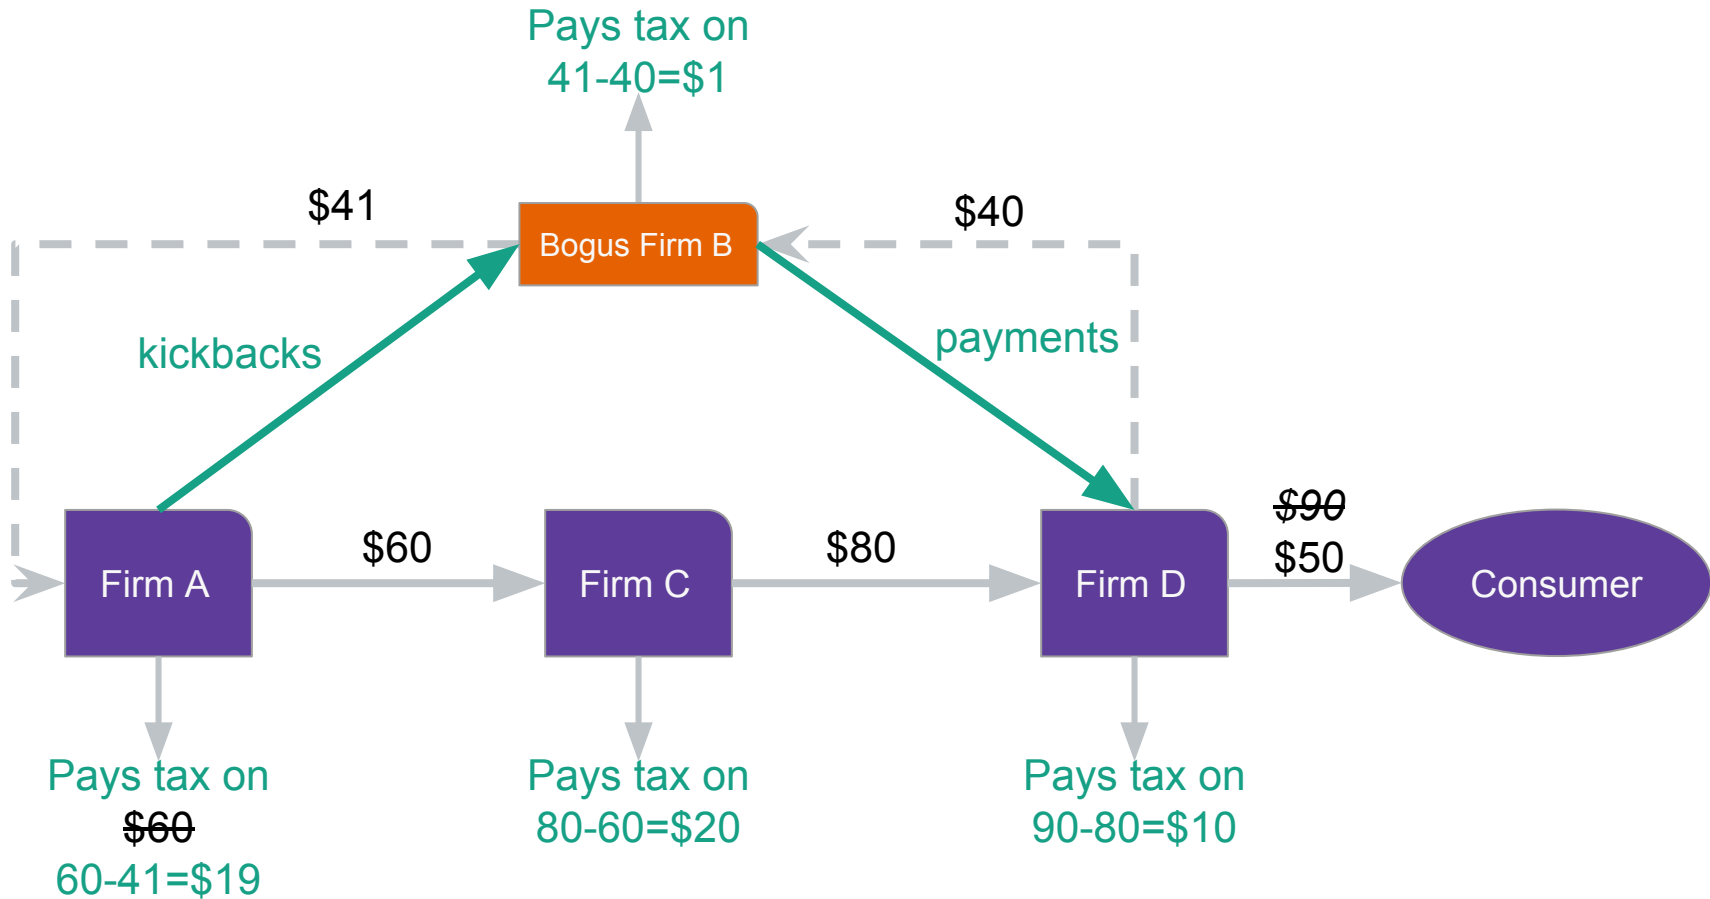 Pays tax on
41-40=$1
$41
$40
Bogus Firm B
kickbacks
payments
$90
$60
$80
$50
Firm A
Firm C
Firm D
Consumer
Pays tax on
$60
60-41=$19
Pays tax on
80-60=$20
Pays tax on
90-80=$10